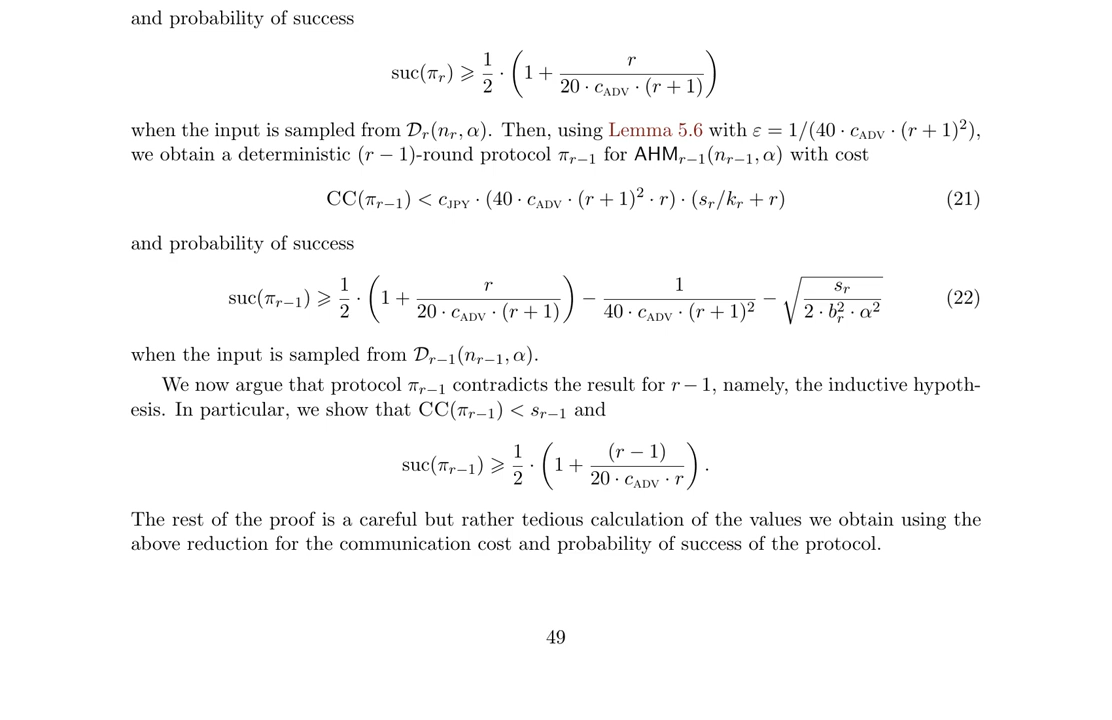 and probability of success
suc(π_r) ⩾ 1/2 · (1 + r/(20 · c_ADV · (r + 1)))
when the input is sampled from 𝒟_r(n_r, α). Then, using Lemma 5.6 with ε = 1/(40 · c_ADV · (r + 1)²),
we obtain a deterministic (r − 1)-round protocol π_{r−1} for AHM_{r−1}(n_{r−1}, α) with cost
CC(π_{r−1}) < c_JPY · (40 · c_ADV · (r + 1)² · r) · (s_r/k_r + r) (21)
and probability of success
suc(π_{r−1}) ⩾ 1/2 · (1 + r/(20 · c_ADV · (r + 1))) − 1/(40 · c_ADV · (r + 1)²) − √(s_r/(2 · b_r² · α²)) (22)
when the input is sampled from 𝒟_{r−1}(n_{r−1}, α).
We now argue that protocol π_{r−1} contradicts the result for r − 1, namely, the inductive hypoth-
esis. In particular, we show that CC(π_{r−1}) < s_{r−1} and
suc(π_{r−1}) ⩾ 1/2 · (1 + (r − 1)/(20 · c_ADV · r)).
The rest of the proof is a careful but rather tedious calculation of the values we obtain using the
above reduction for the communication cost and probability of success of the protocol.
49